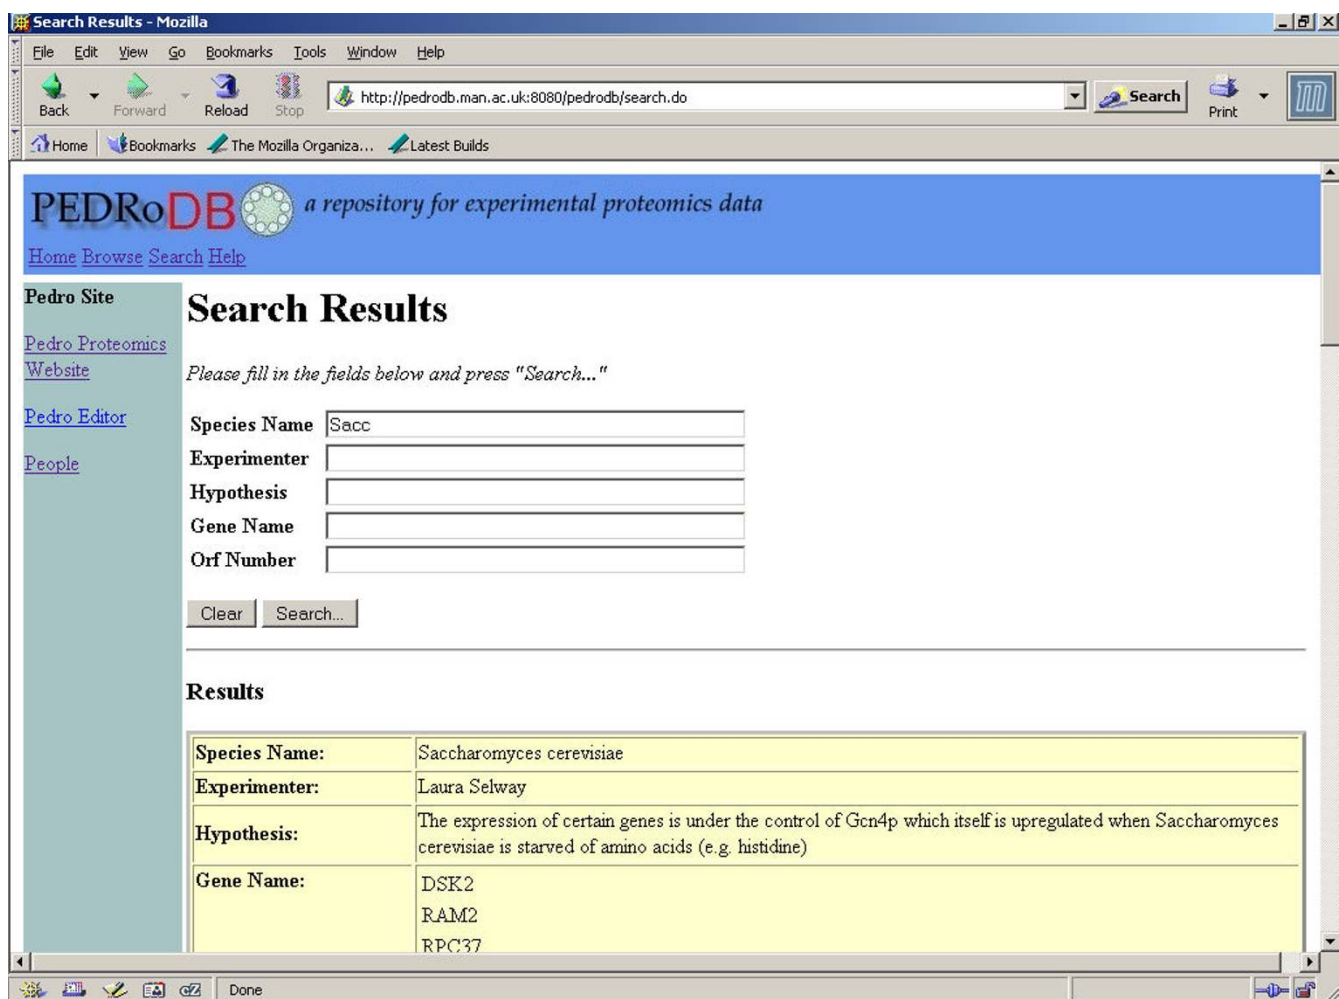 Search Results - Mozilla
File Edit View Go Bookmarks Tools Window Help
Back Forward Reload Stop http://pedrodb.man.ac.uk:8080/pedrodb/search.do Search Print
Home Bookmarks The Mozilla Organiza... Latest Builds
PEDRoDB a repository for experimental proteomics data
Home Browse Search Help
Pedro Site
Pedro Proteomics
Website
Pedro Editor
People
Search Results
Please fill in the fields below and press "Search..."
Species Name Sacc
Experimenter
Hypothesis
Gene Name
Orf Number
Clear Search...
Results
Species Name: Saccharomyces cerevisiae
Experimenter: Laura Selway
Hypothesis: The expression of certain genes is under the control of Gcn4p which itself is upregulated when Saccharomyces
cerevisiae is starved of amino acids (e.g. histidine)
Gene Name: DSK2
RAM2
RPC37
Done